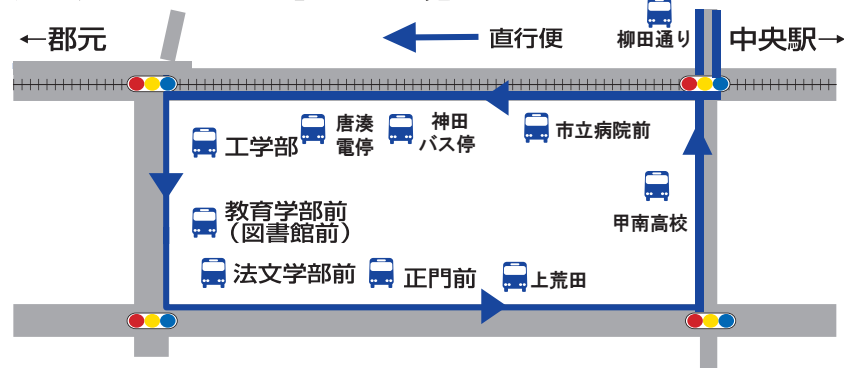 ←郡元
直行便
柳田通り
中央駅→
工学部
唐湊
電停
神田
バス停
市立病院前
教育学部前
（図書館前）
甲南高校
法文学部前
正門前
上荒田